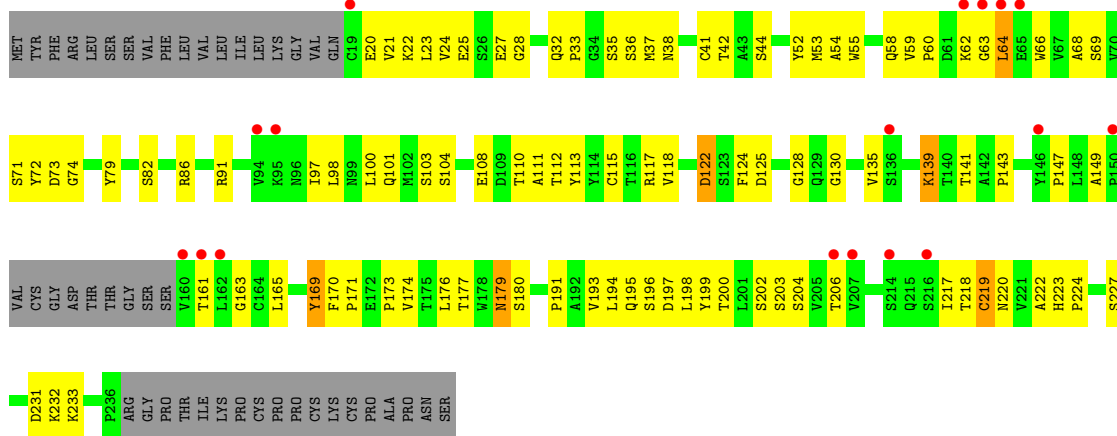 MET TYR PHE ARG LEU SER SER VAL PHE LEU VAL LEU ILE LEU LYS GLY VAL GLN C19 E20 V21 K22 L23 V24 E25 S26 E27 G28 Q32 P33 G34 S35 S36 M37 N38 C41 T42 A43 S44 Y52 M53 A54 W55 Q58 V59 P60 D61 K62 G63 L64 E65 W66 V67 A68 S69 V70
S71 Y72 D73 G74 Y79 S82 R86 R91 V94 K95 N96 I97 L98 N99 L100 Q101 M102 S103 S104 E108 D109 T110 A111 T112 Y113 Y114 C115 T116 R117 V118 D122 S123 F124 D125 G128 Q129 G130 V135 S136 K139 T140 T141 A142 P143 Y146 P147 L148 A149 P150
VAL CYS GLY ASP THR THR GLY SER SER V160 T161 L162 G163 C164 L165 Y169 F170 P171 E172 P173 V174 T175 L176 T177 W178 N179 S180 P191 A192 V193 L194 Q195 S196 D197 L198 Y199 T200 L201 S202 S203 S204 V205 T206 V207 S214 Q215 S216 I217 T218 C219 N220 V221 A222 H223 P224 S227
D231 K232 K233 P236 ARG GLY PRO THR ILE LYS PRO CYS PRO PRO CYS LYS CYS PRO ALA PRO ASN SER